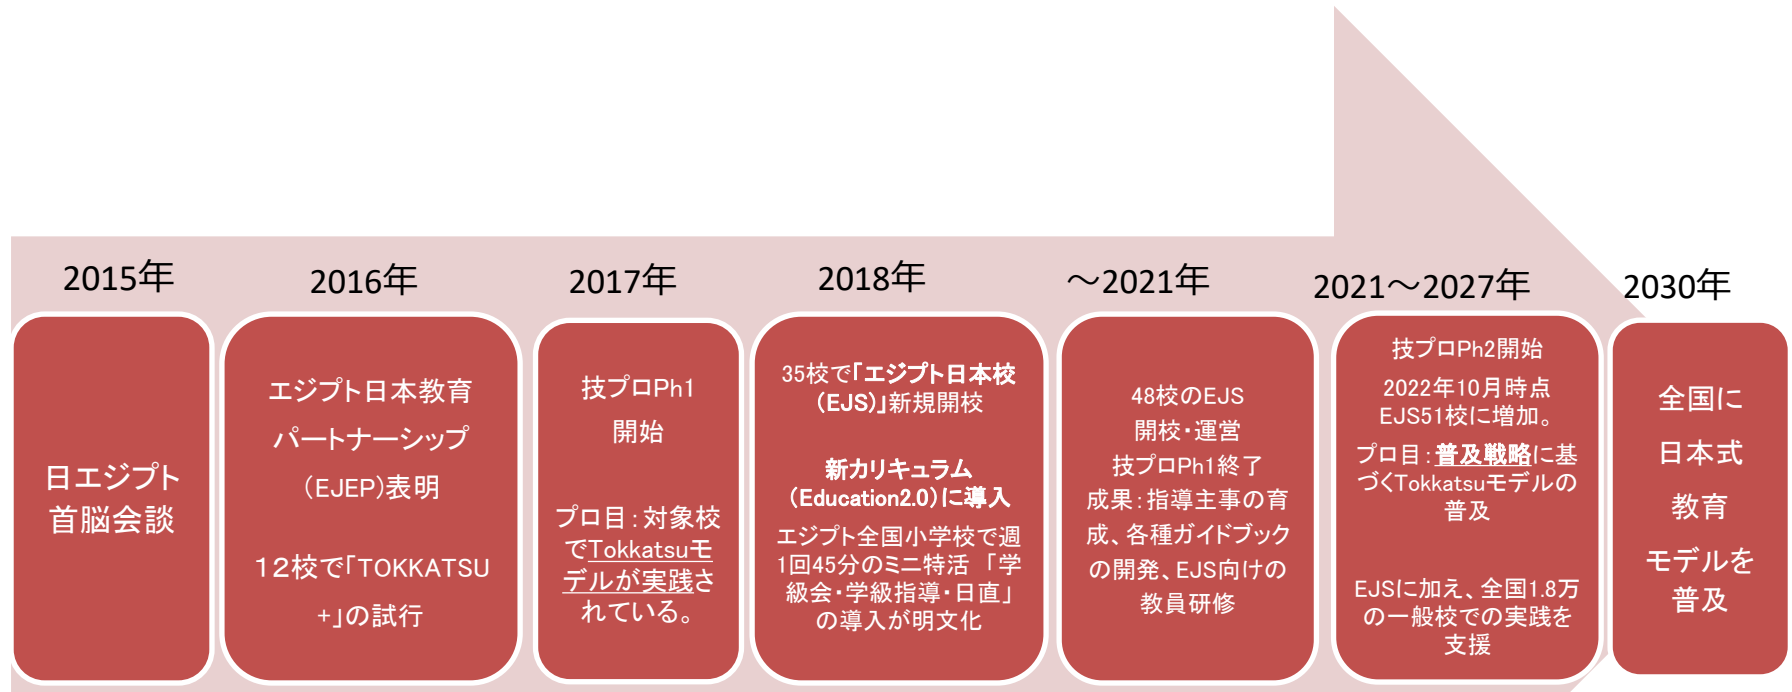 2015年
日エジプト
首脳会談
2016年
エジプト日本教育
パートナーシップ
(EJEP)表明
12校で「TOKKATSU
+」の試行
2017年
技プロPh1
開始
プロ目：対象校
でTokkatsuモ
デルが実践さ
れている。
2018年
35校で「エジプト日本校
(EJS)」新規開校
新カリキュラム
(Education2.0)に導入
エジプト全国小学校で週
1回45分のミニ特活 「学
級会・学級指導・日直」
の導入が明文化
～2021年
48校のEJS
開校・運営
技プロPh1終了
成果：指導主事の育
成、各種ガイドブック
の開発、EJS向けの
教員研修
2021～2027年
技プロPh2開始
2022年10月時点
EJS51校に増加。
プロ目：普及戦略に基
づくTokkatsuモデルの
普及
EJSに加え、全国1.8万
の一般校での実践を
支援
2030年
全国に
日本式
教育
モデルを
普及